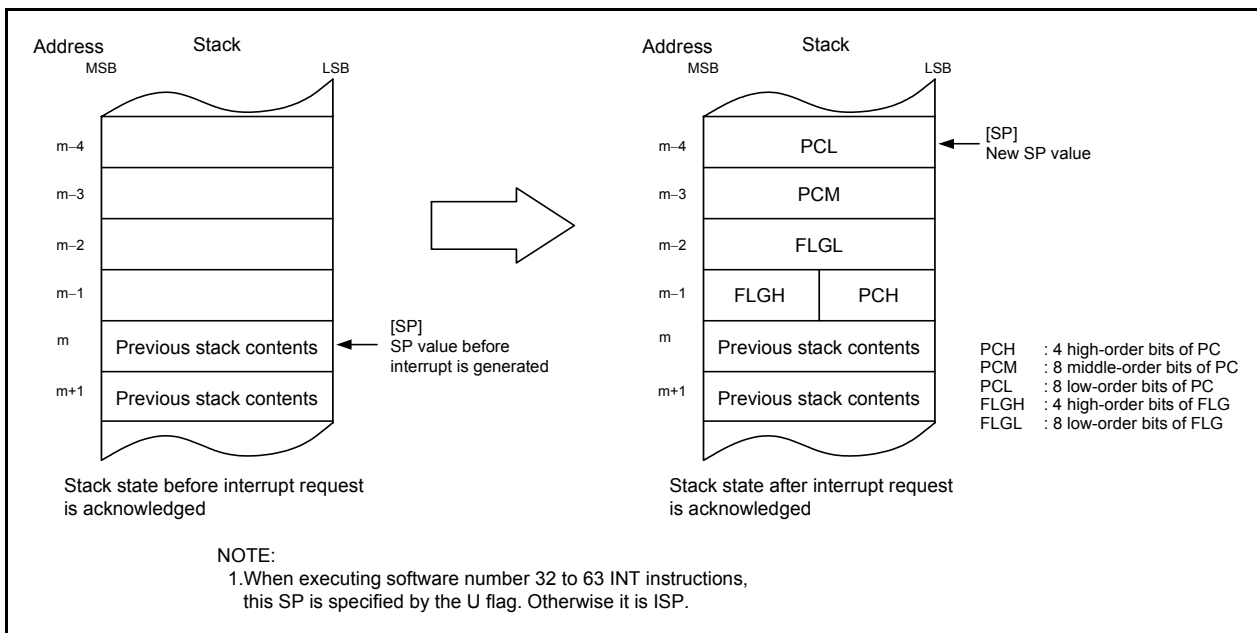 Address Stack
MSB LSB
m−4
m−3
m−2
m−1
m Previous stack contents
m+1 Previous stack contents
[SP]
SP value before
interrupt is generated
Stack state before interrupt request
is acknowledged
Address Stack
MSB LSB
m−4 PCL
m−3 PCM
m−2 FLGL
m−1 FLGH PCH
m Previous stack contents
m+1 Previous stack contents
[SP]
New SP value
PCH : 4 high-order bits of PC
PCM : 8 middle-order bits of PC
PCL : 8 low-order bits of PC
FLGH : 4 high-order bits of FLG
FLGL : 8 low-order bits of FLG
Stack state after interrupt request
is acknowledged
NOTE:
1.When executing software number 32 to 63 INT instructions,
this SP is specified by the U flag. Otherwise it is ISP.